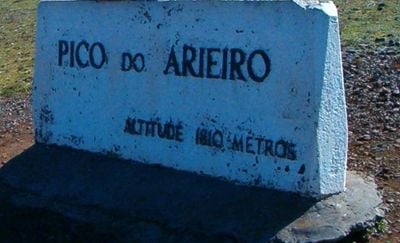 PICO DO ARIEIRO
ALTITUDE 1810 METROS